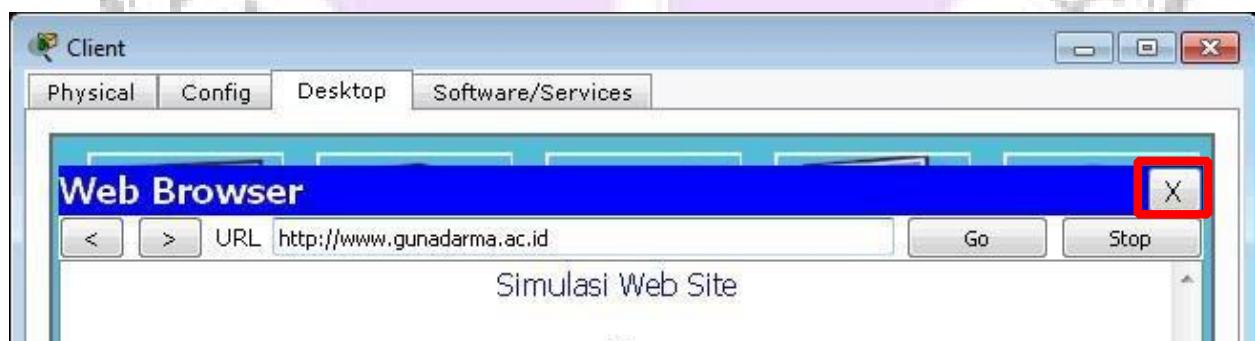 Client
Physical Config Desktop Software/Services
Web Browser X
< > URL http://www.gunadarma.ac.id Go Stop
Simulasi Web Site